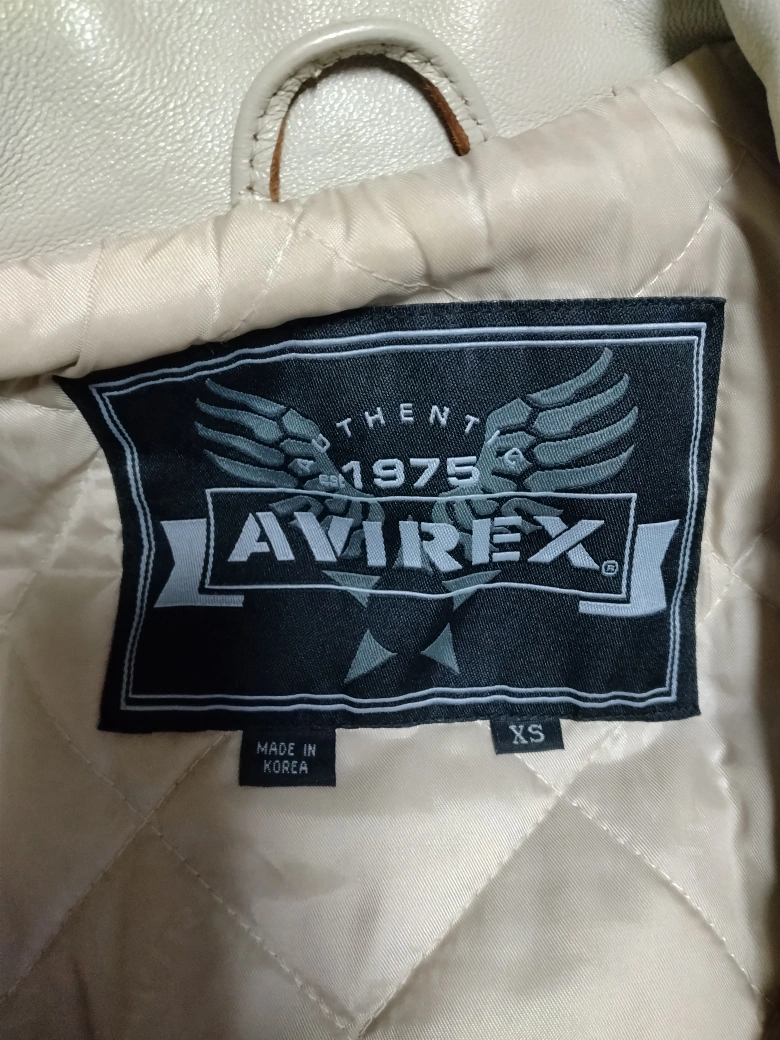 AUTHENTIC
EST. 1975
AVIREX®
MADE IN
KOREA
XS